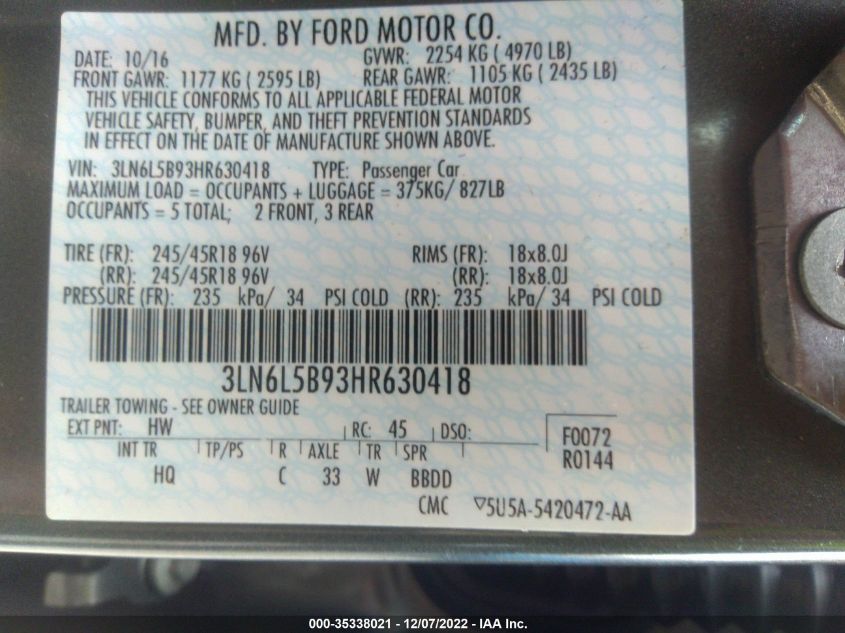 MFD. BY FORD MOTOR CO.
DATE: 10/16 GVWR: 2254 KG ( 4970 LB)
FRONT GAWR: 1177 KG ( 2595 LB) REAR GAWR: 1105 KG ( 2435 LB)
THIS VEHICLE CONFORMS TO ALL APPLICABLE FEDERAL MOTOR
VEHICLE SAFETY, BUMPER, AND THEFT PREVENTION STANDARDS
IN EFFECT ON THE DATE OF MANUFACTURE SHOWN ABOVE.
VIN: 3LN6L5B93HR630418 TYPE: Passenger Car
MAXIMUM LOAD = OCCUPANTS + LUGGAGE = 375KG/ 827LB
OCCUPANTS = 5 TOTAL; 2 FRONT, 3 REAR
TIRE (FR): 245/45R18 96V RIMS (FR): 18x8.0J
(RR): 245/45R18 96V (RR): 18x8.0J
PRESSURE (FR): 235 kPa/ 34 PSI COLD (RR): 235 kPa/ 34 PSI COLD
3LN6L5B93HR630418
TRAILER TOWING - SEE OWNER GUIDE
EXT PNT: HW RC: 45 DSO: F0072
INT TR TP/PS R AXLE TR SPR R0144
HQ C 33 W BBDD
CMC ▽5U5A-5420472-AA
000-35338021 - 12/07/2022 - IAA Inc.